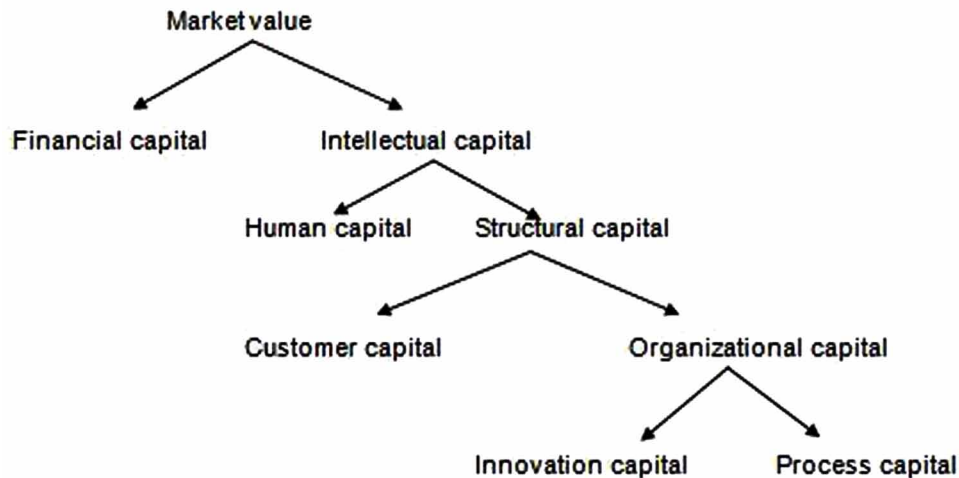 Market value
Financial capital
Intellectual capital
Human capital
Structural capital
Customer capital
Organizational capital
Innovation capital
Process capital